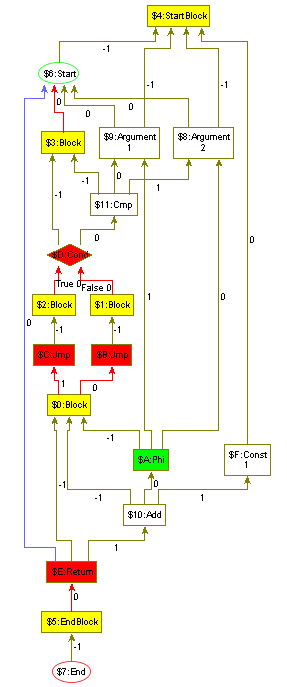 $4:StartBlock
-1
$6:Start
-1
-1
0
0
0
$3:Block
$9:Argument
1
$8:Argument
2
-1
-1
0
1
$11:Cmp
0
0
$D:Cond
True 0
False 0
$2:Block
$1:Block
-1
-1
$C:Jmp
$B:Jmp
0
1
1
0
0
$0:Block
-1
$A:Phi
$F:Const
1
-1
-1
0
1
$10:Add
1
$E:Return
0
$5:EndBlock
-1
$7:End